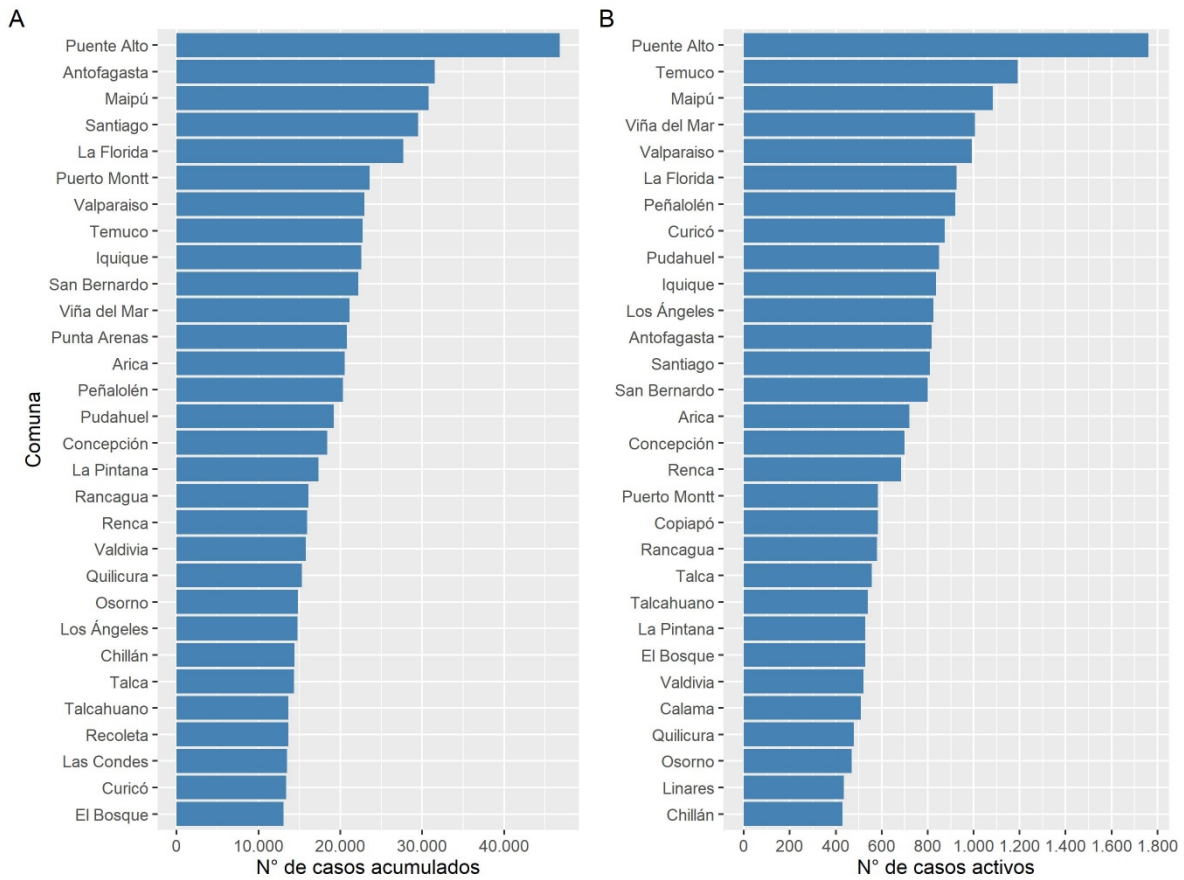 A
Comuna
Puente Alto
Antofagasta
Maipú
Santiago
La Florida
Puerto Montt
Valparaiso
Temuco
Iquique
San Bernardo
Viña del Mar
Punta Arenas
Arica
Peñalolén
Pudahuel
Concepción
La Pintana
Rancagua
Renca
Valdivia
Quilicura
Osorno
Los Ángeles
Chillán
Talca
Talcahuano
Recoleta
Las Condes
Curicó
El Bosque
0 10.000 20.000 30.000 40.000
N° de casos acumulados
B
Puente Alto
Temuco
Maipú
Viña del Mar
Valparaiso
La Florida
Peñalolén
Curicó
Pudahuel
Iquique
Los Ángeles
Antofagasta
Santiago
San Bernardo
Arica
Concepción
Renca
Puerto Montt
Copiapó
Rancagua
Talca
Talcahuano
La Pintana
El Bosque
Valdivia
Calama
Quilicura
Osorno
Linares
Chillán
0 200 400 600 800 1.000 1.200 1.400 1.600 1.800
N° de casos activos